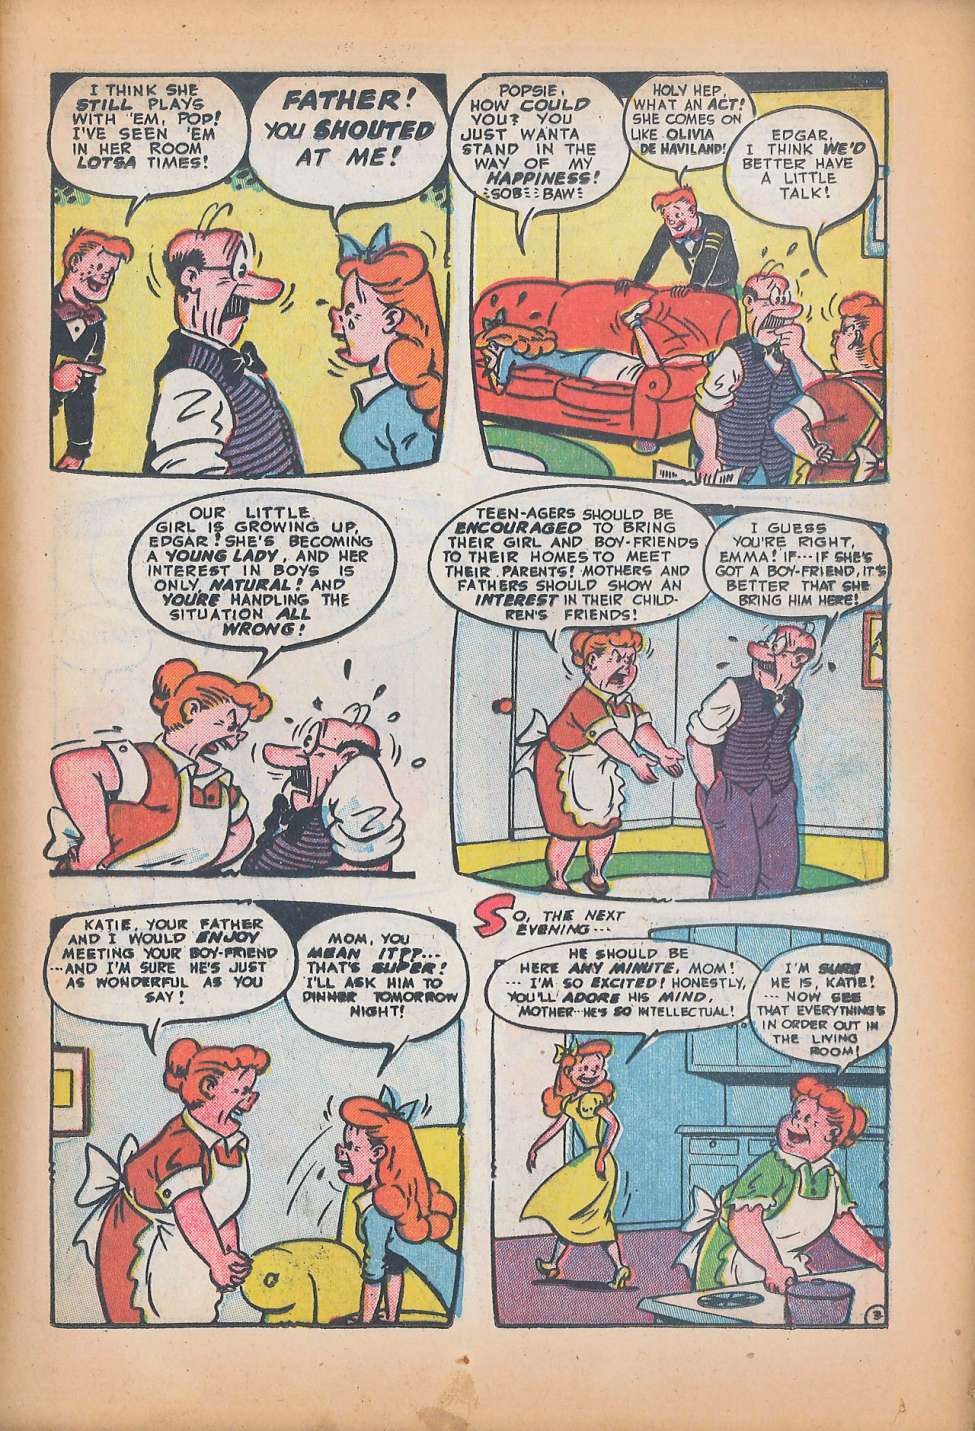 I THINK SHE
STILL PLAYS
WITH 'EM, POP!
I'VE SEEN 'EM
IN HER ROOM
LOTSA TIMES!
FATHER!
YOU SHOUTED
AT ME!
POPSIE,
HOW COULD
YOU? YOU
JUST WANTA
STAND IN THE
WAY OF MY
HAPPINESS!
SOB BAW
HOLY HEP,
WHAT AN ACT!
SHE COMES ON
LIKE OLIVIA
DE HAVILAND!
EDGAR,
I THINK WE'D
BETTER HAVE
A LITTLE
TALK!
OUR LITTLE
GIRL IS GROWING UP,
EDGAR! SHE'S BECOMING
A YOUNG LADY, AND HER
INTEREST IN BOYS IS
ONLY NATURAL! AND
YOU'RE HANDLING THE
SITUATION ALL
WRONG!
TEEN-AGERS SHOULD BE
ENCOURAGED TO BRING
THEIR GIRL AND BOY-FRIENDS
TO THEIR HOMES TO MEET
THEIR PARENTS! MOTHERS AND
FATHERS SHOULD SHOW AN
INTEREST IN THEIR CHILD-
REN'S FRIENDS!
I GUESS
YOU'RE RIGHT,
EMMA! IF---IF SHE'S
GOT A BOY-FRIEND, IT'S
BETTER THAT SHE
BRING HIM HERE!
KATIE, YOUR FATHER
AND I WOULD ENJOY
MEETING YOUR BOY-FRIEND
---AND I'M SURE HE'S JUST
AS WONDERFUL AS YOU
SAY!
MOM, YOU
MEAN IT??---
THAT'S SUPER!
I'LL ASK HIM TO
DINNER TOMORROW
NIGHT!
SO, THE NEXT
EVENING---
HE SHOULD BE
HERE ANY MINUTE, MOM!
--- I'M SO EXCITED! HONESTLY,
YOU'LL ADORE HIS MIND,
MOTHER--HE'S SO INTELLECTUAL!
I'M SURE
HE IS, KATIE!
--- NOW SEE
THAT EVERYTHING'S
IN ORDER OUT IN
THE LIVING
ROOM!
3